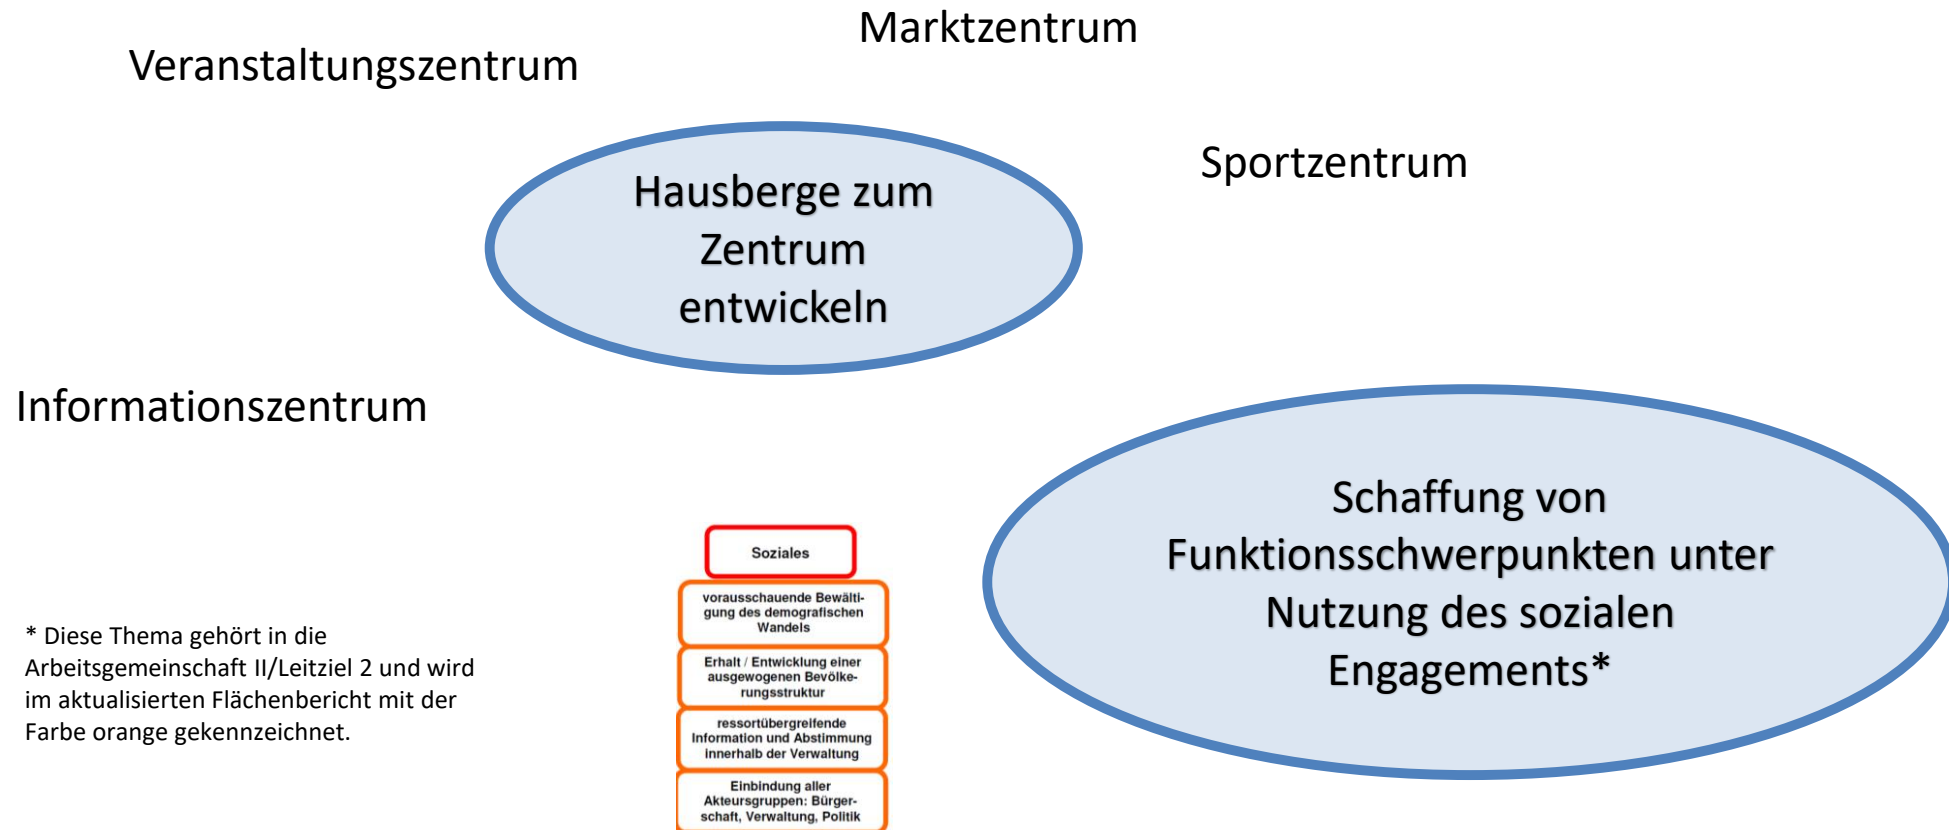 Marktzentrum
Veranstaltungszentrum
Sportzentrum
Hausberge zum
Zentrum
entwickeln
Informationszentrum
Schaffung von
Funktionsschwerpunkten unter
Nutzung des sozialen
Engagements*
Soziales
vorausschauende Bewälti-
gung des demografischen
Wandels
Erhalt / Entwicklung einer
ausgewogenen Bevölke-
rungsstruktur
ressortübergreifende
Information und Abstimmung
innerhalb der Verwaltung
Einbindung aller
Akteursgruppen: Bürger-
schaft, Verwaltung, Politik
* Diese Thema gehört in die
Arbeitsgemeinschaft II/Leitziel 2 und wird
im aktualisierten Flächenbericht mit der
Farbe orange gekennzeichnet.